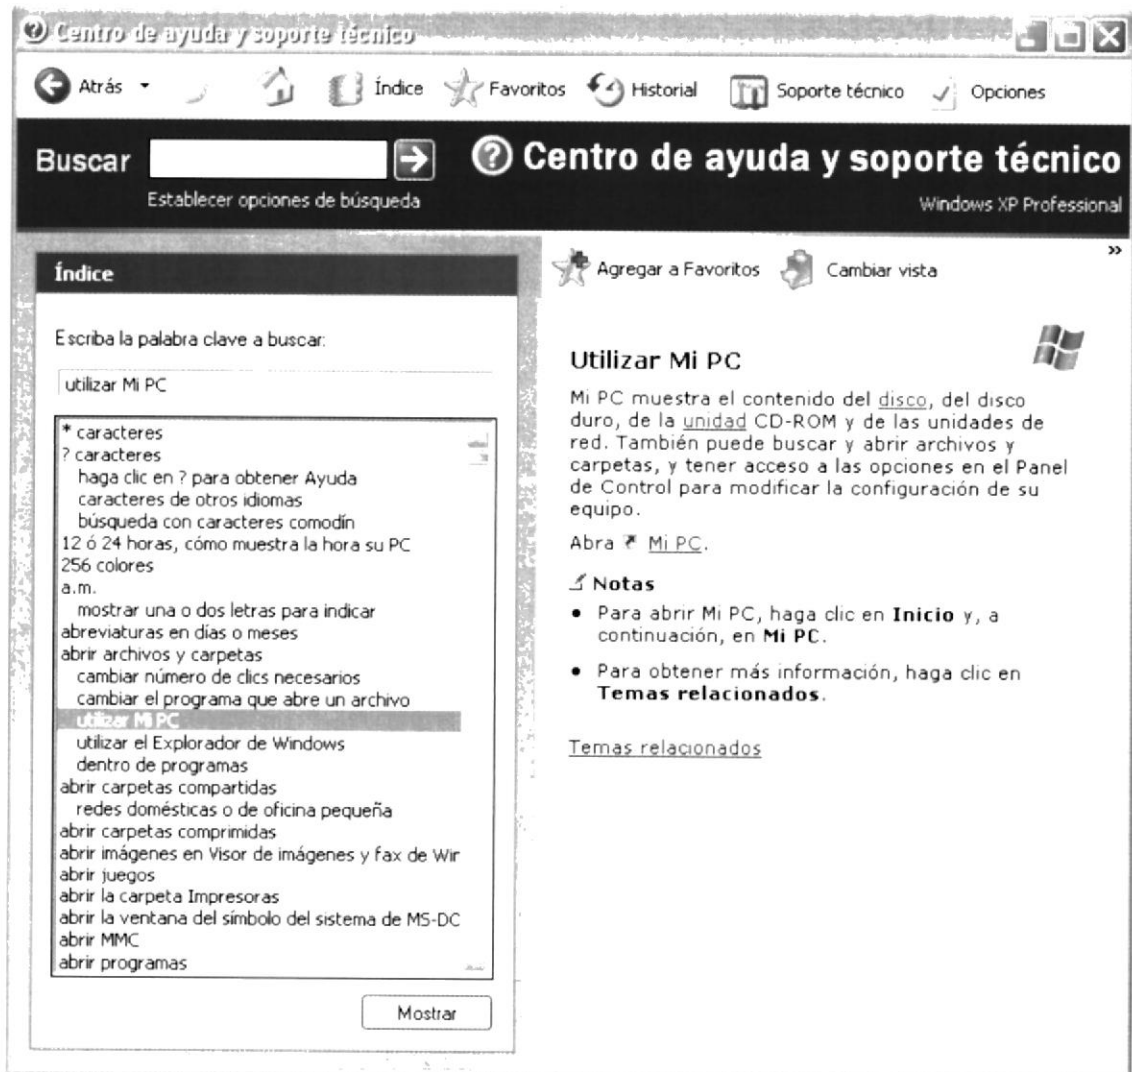 Centro de ayuda y soporte técnico
Atrás Índice Favoritos Historial Soporte técnico Opciones
Buscar
Establecer opciones de búsqueda
Centro de ayuda y soporte técnico
Windows XP Professional
Índice
Escriba la palabra clave a buscar:
utilizar Mi PC
* caracteres
? caracteres
haga clic en ? para obtener Ayuda
caracteres de otros idiomas
búsqueda con caracteres comodín
12 ó 24 horas, cómo muestra la hora su PC
256 colores
a.m.
mostrar una o dos letras para indicar
abreviaturas en días o meses
abrir archivos y carpetas
cambiar número de clics necesarios
cambiar el programa que abre un archivo
utilizar Mi PC
utilizar el Explorador de Windows
dentro de programas
abrir carpetas compartidas
redes domésticas o de oficina pequeña
abrir carpetas comprimidas
abrir imágenes en Visor de imágenes y fax de Wir
abrir juegos
abrir la carpeta Impresoras
abrir la ventana del símbolo del sistema de MS-DC
abrir MMC
abrir programas
Mostrar
Agregar a Favoritos Cambiar vista »
Utilizar Mi PC
Mi PC muestra el contenido del disco, del disco
duro, de la unidad CD-ROM y de las unidades de
red. También puede buscar y abrir archivos y
carpetas, y tener acceso a las opciones en el Panel
de Control para modificar la configuración de su
equipo.
Abra Mi PC.
Notas
• Para abrir Mi PC, haga clic en Inicio y, a
continuación, en Mi PC.
• Para obtener más información, haga clic en
Temas relacionados.
Temas relacionados